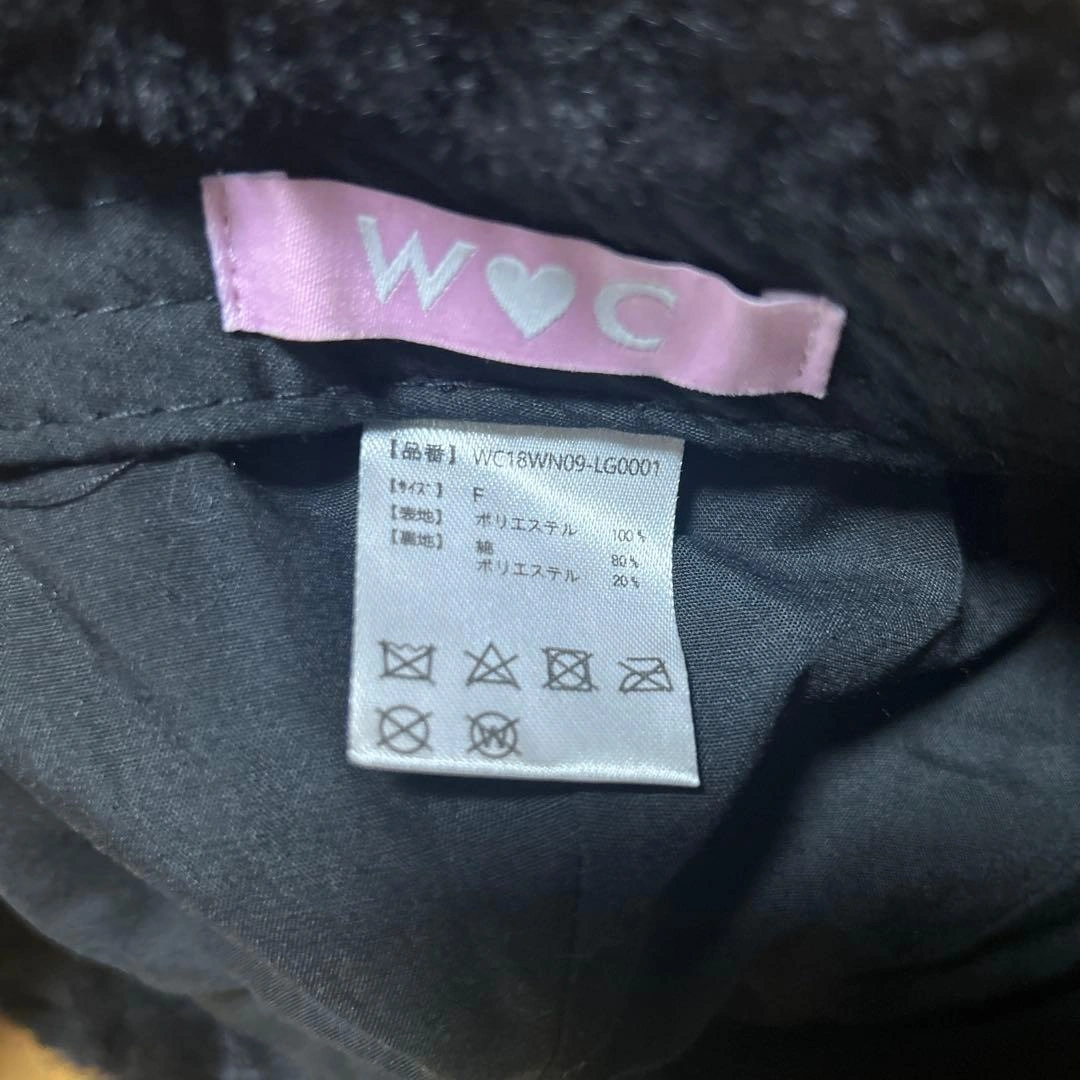 W♥C
【品番】 WC18WN09-LG0001
【サイズ】 F
【表地】 ポリエステル 100%
【裏地】 綿 80%
ポリエステル 20%
W